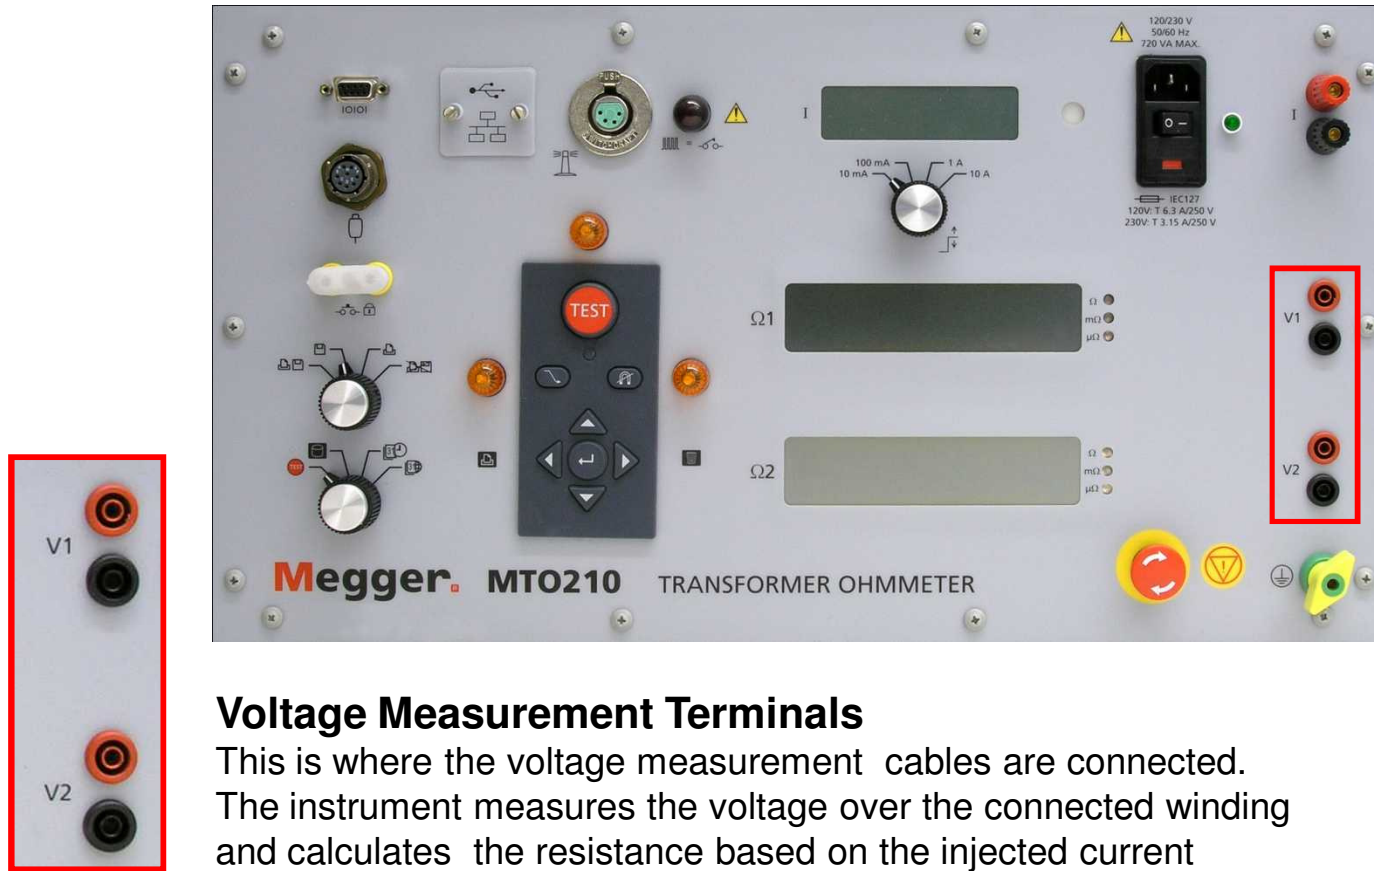 120/230 V
50/60 Hz
720 VA MAX.
PUSH
SWITCHCRAFT
IOIOI
I
I
100 mA
1 A
10 mA
10 A
IEC127
120V: T 6.3 A/250 V
230V: T 3.15 A/250 V
TEST
Ω1
Ω
mΩ
µΩ
V1
TEST
Ω2
Ω
mΩ
µΩ
V2
Megger.
MTO210
TRANSFORMER OHMMETER
V1
V2
Voltage Measurement Terminals
This is where the voltage measurement cables are connected.
The instrument measures the voltage over the connected winding
and calculates the resistance based on the injected current